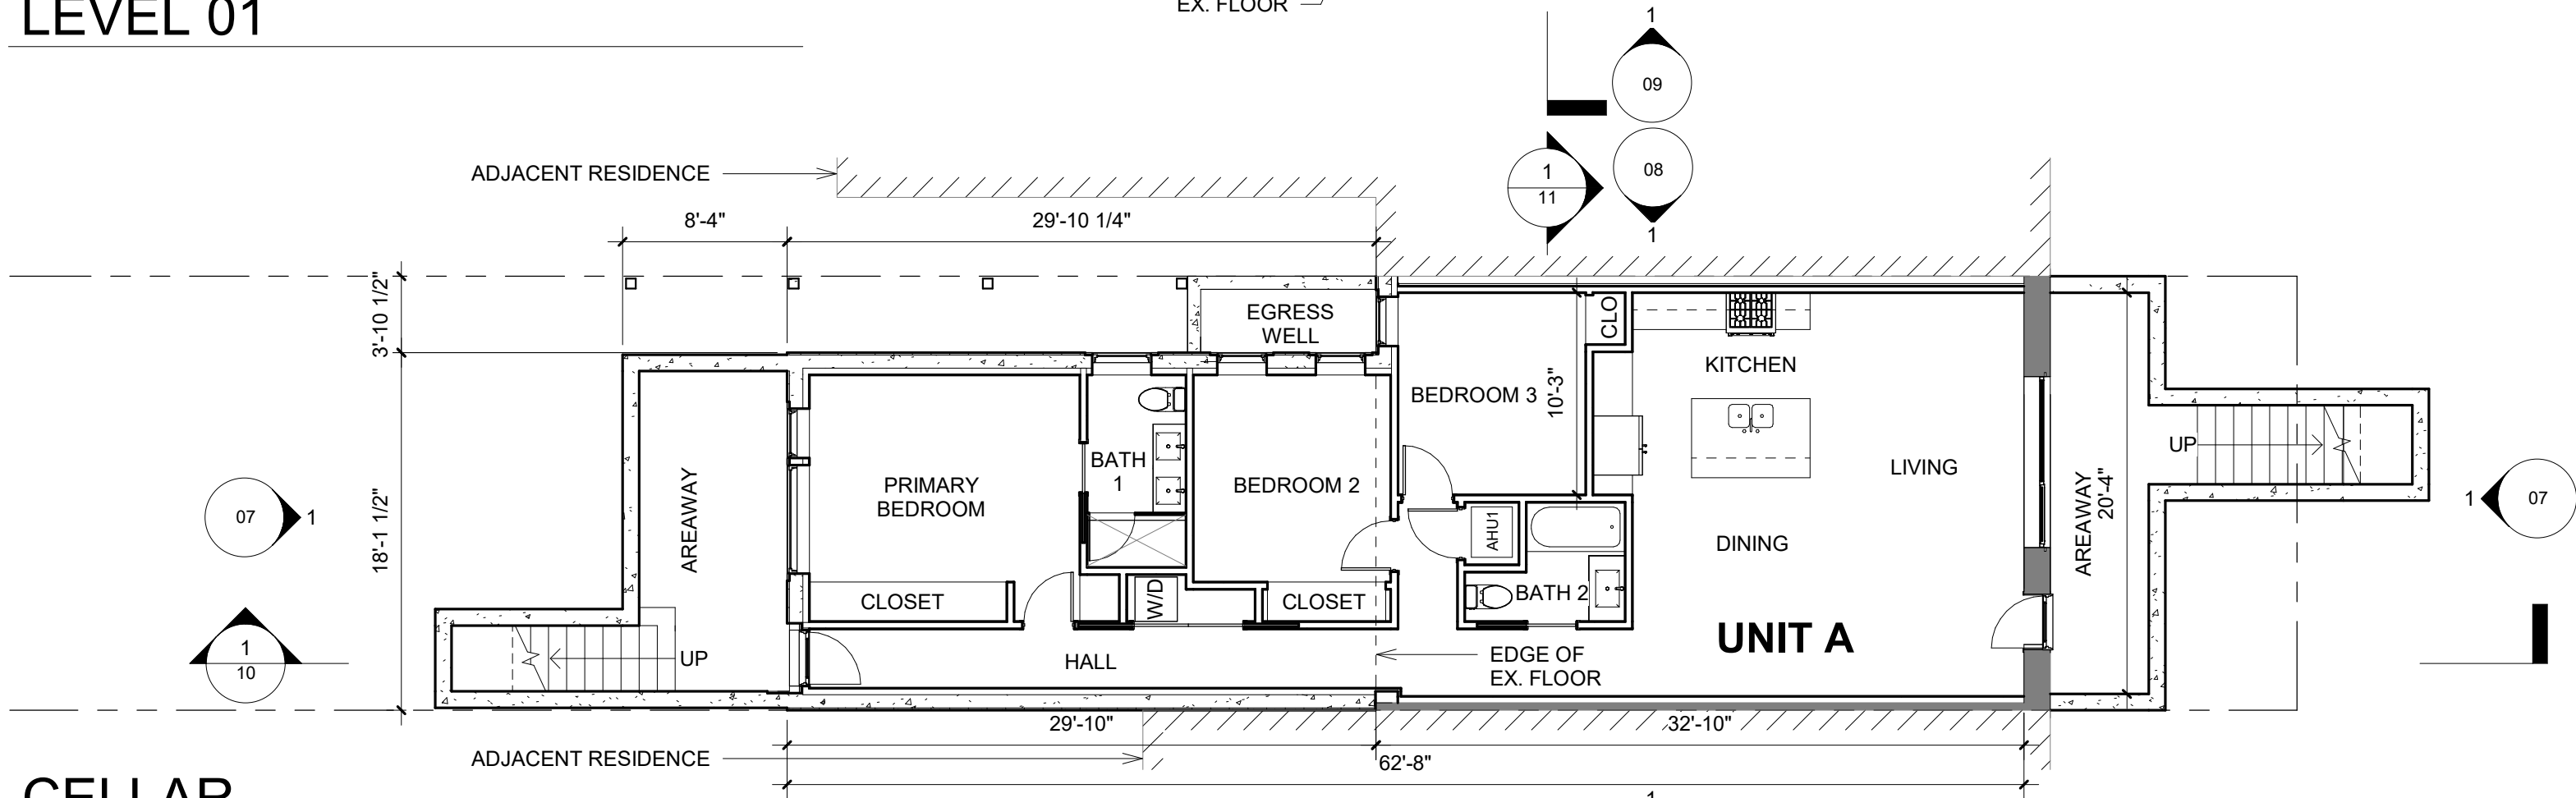 LEVEL 01
EX. FLOOR
1
09
08
1
1
11
ADJACENT RESIDENCE
8'-4"
29'-10 1/4"
3'-10 1/2"
18'-1 1/2"
EGRESS
WELL
CLO
KITCHEN
BEDROOM 3
10'-3"
UP
AREAWAY
PRIMARY
BEDROOM
BATH
1
BEDROOM 2
LIVING
AREAWAY
20'-4"
07
1
1
07
AHU1
DINING
CLOSET
W/D
CLOSET
BATH 2
UNIT A
1
10
UP
HALL
EDGE OF
EX. FLOOR
29'-10"
32'-10"
ADJACENT RESIDENCE
62'-8"
CELLAR
1